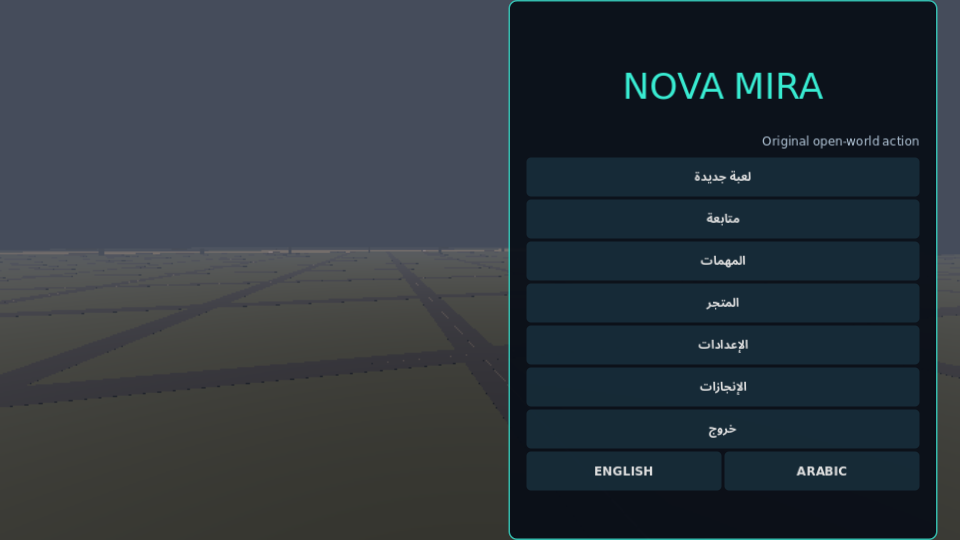 NOVA MIRA
Original open-world action
لعبة جديدة
متابعة
المهمات
المتجر
الإعدادات
الإنجازات
خروج
ENGLISH
ARABIC